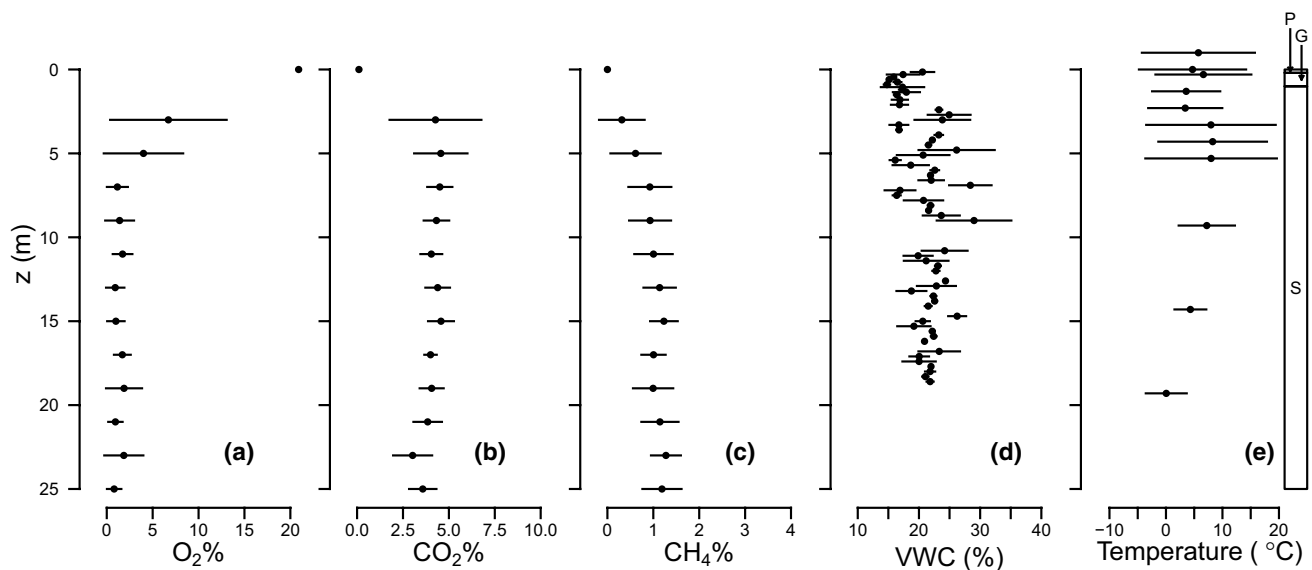 P
G
0
5
10
15
20
25
z (m)
S
(a) (b) (c) (d) (e)
0 5 10 15 20 0.0 2.5 5.0 7.5 10.0 0 1 2 3 4 10 20 30 40 −10 0 10 20
O₂% CO₂% CH₄% VWC (%) Temperature ( °C)